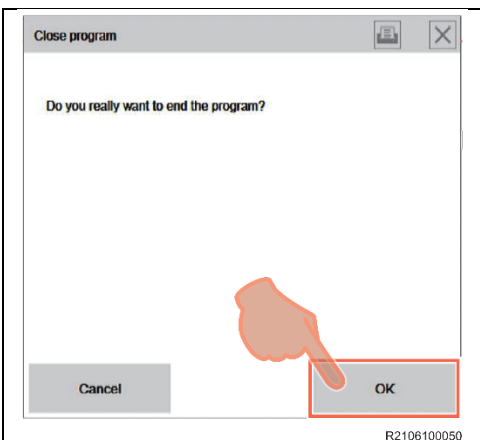 Close program
Do you really want to end the program?
Cancel
OK
R2106100050